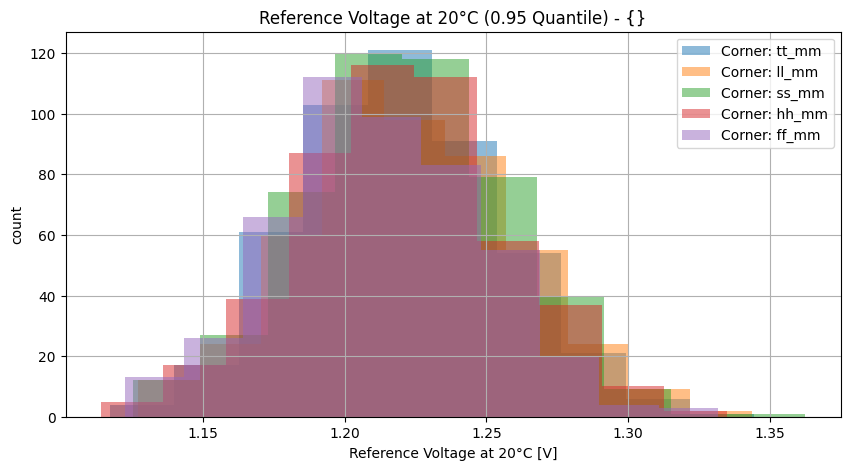 Reference Voltage at 20°C (0.95 Quantile) - {}
Corner: tt_mm
Corner: ll_mm
Corner: ss_mm
Corner: hh_mm
Corner: ff_mm
120
100
80
60
40
20
0
count
1.15
1.20
1.25
1.30
1.35
Reference Voltage at 20°C [V]